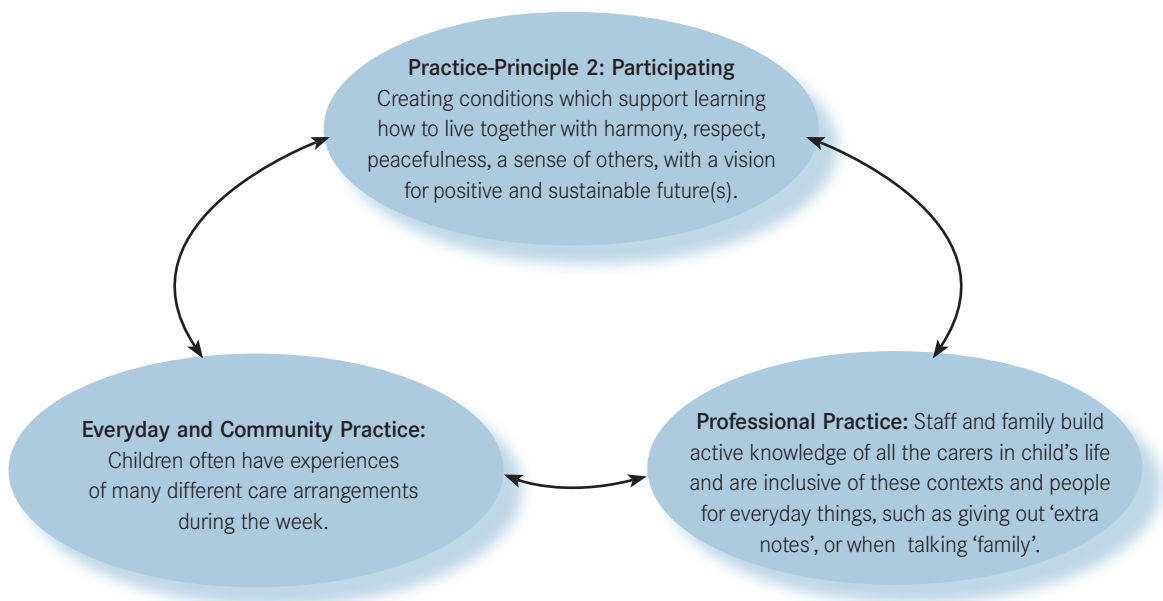 Practice-Principle 2: Participating
Creating conditions which support learning
how to live together with harmony, respect,
peacefulness, a sense of others, with a vision
for positive and sustainable future(s).
Everyday and Community Practice:
Children often have experiences
of many different care arrangements
during the week.
Professional Practice: Staff and family build
active knowledge of all the carers in child’s life
and are inclusive of these contexts and people
for everyday things, such as giving out ‘extra
notes’, or when talking ‘family’.